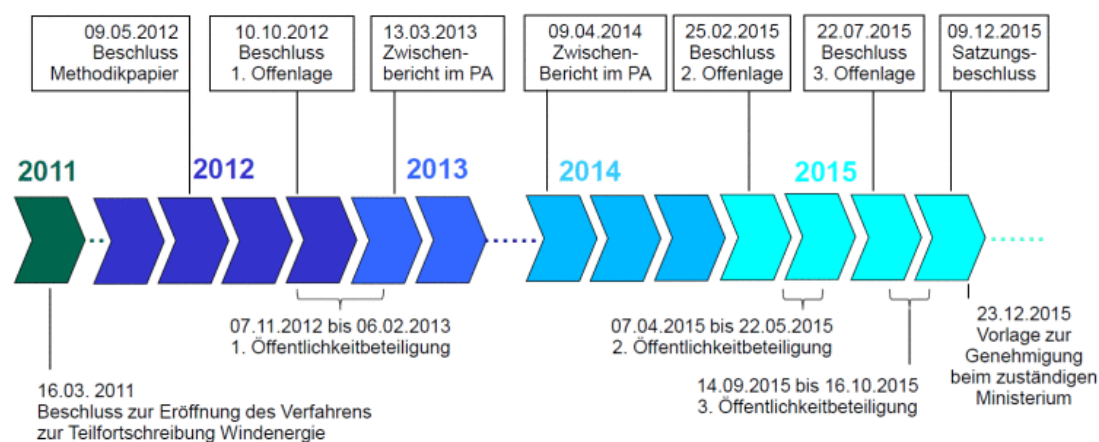 09.05.2012
Beschluss
Methodikpapier
10.10.2012
Beschluss
1. Offenlage
13.03.2013
Zwischen-
bericht im PA
09.04.2014
Zwischen-
Bericht im PA
25.02.2015
Beschluss
2. Offenlage
22.07.2015
Beschluss
3. Offenlage
09.12.2015
Satzungs-
beschluss
2011
2012
2013
2014
2015
07.11.2012 bis 06.02.2013
1. Öffentlichkeitbeteiligung
07.04.2015 bis 22.05.2015
2. Öffentlichkeitbeteiligung
23.12.2015
Vorlage zur
Genehmigung
beim zuständigen
Ministerium
16.03. 2011
Beschluss zur Eröffnung des Verfahrens
zur Teilfortschreibung Windenergie
14.09.2015 bis 16.10.2015
3. Öffentlichkeitbeteiligung